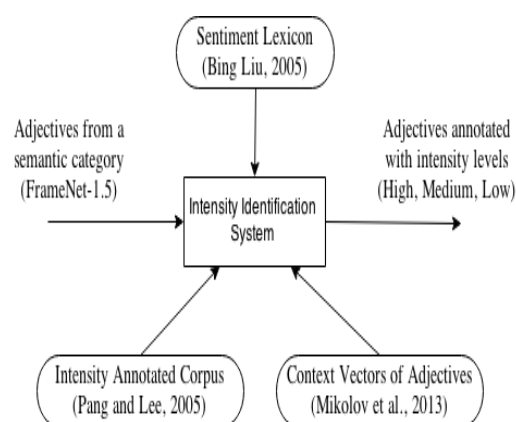 Sentiment Lexicon
(Bing Liu, 2005)
Adjectives from a
semantic category
(FrameNet-1.5)
Adjectives annotated
with intensity levels
(High, Medium, Low)
Intensity Identification
System
Intensity Annotated Corpus
(Pang and Lee, 2005)
Context Vectors of Adjectives
(Mikolov et al., 2013)